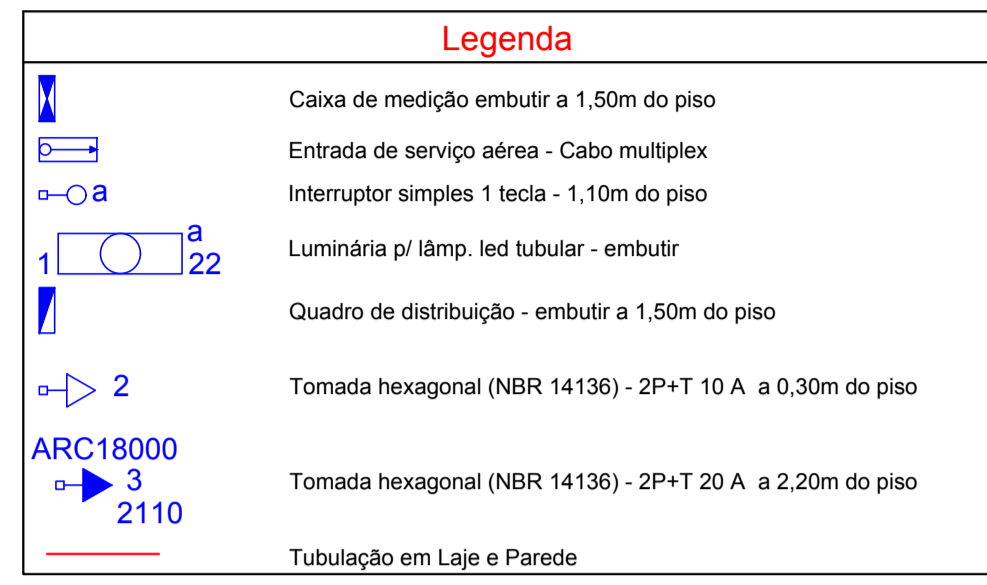 Legenda
Caixa de medição embutir a 1,50m do piso
Entrada de serviço aérea - Cabo multiplex
a Interruptor simples 1 tecla - 1,10m do piso
a
1 22 Luminária p/ lâmp. led tubular - embutir
Quadro de distribuição - embutir a 1,50m do piso
2 Tomada hexagonal (NBR 14136) - 2P+T 10 A a 0,30m do piso
ARC18000
3 Tomada hexagonal (NBR 14136) - 2P+T 20 A a 2,20m do piso
2110
Tubulação em Laje e Parede